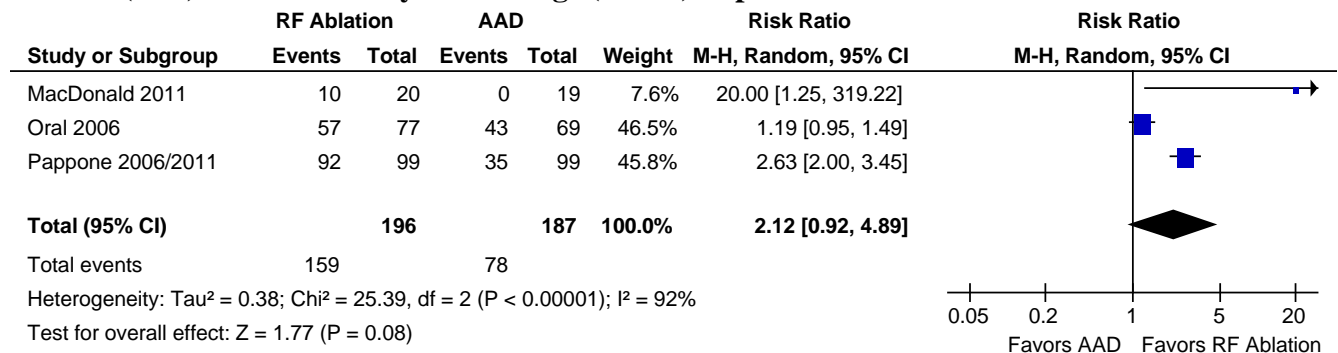 RF Ablation AAD Risk Ratio Risk Ratio
Study or Subgroup Events Total Events Total Weight M-H, Random, 95% CI M-H, Random, 95% CI
MacDonald 2011 10 20 0 19 7.6% 20.00 [1.25, 319.22]
Oral 2006 57 77 43 69 46.5% 1.19 [0.95, 1.49]
Pappone 2006/2011 92 99 35 99 45.8% 2.63 [2.00, 3.45]
Total (95% CI) 196 187 100.0% 2.12 [0.92, 4.89]
Total events 159 78
Heterogeneity: Tau² = 0.38; Chi² = 25.39, df = 2 (P < 0.00001); I² = 92%
Test for overall effect: Z = 1.77 (P = 0.08)
0.05 0.2 1 5 20
Favors AAD Favors RF Ablation